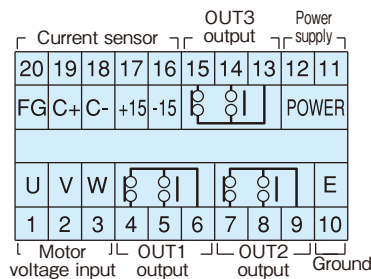 OUT3 Power
Current sensor output supply
20 19 18 17 16 15 14 13 12 11
FG C+ C- +15 -15 POWER
U V W E
1 2 3 4 5 6 7 8 9 10
Motor OUT1 OUT2 Ground
voltage input output output